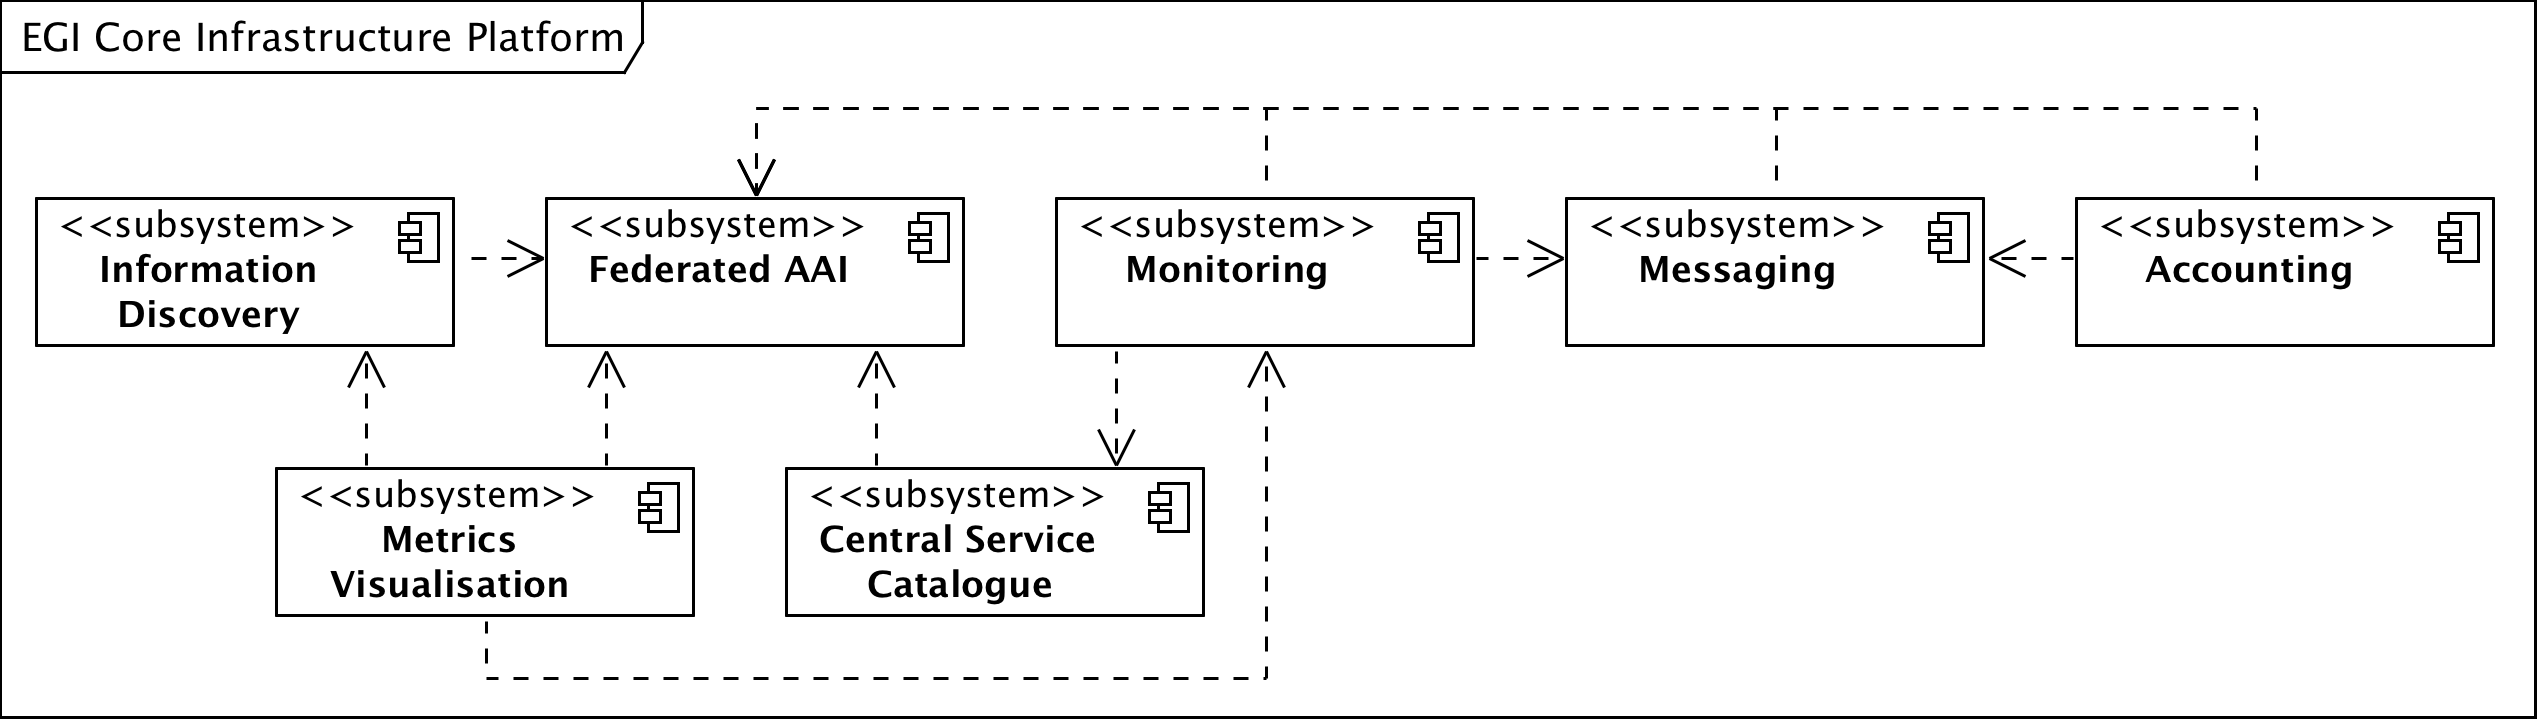 EGI Core Infrastructure Platform
<<subsystem>>
Information
Discovery
<<subsystem>>
Federated AAI
<<subsystem>>
Monitoring
<<subsystem>>
Messaging
<<subsystem>>
Accounting
<<subsystem>>
Metrics
Visualisation
<<subsystem>>
Central Service
Catalogue